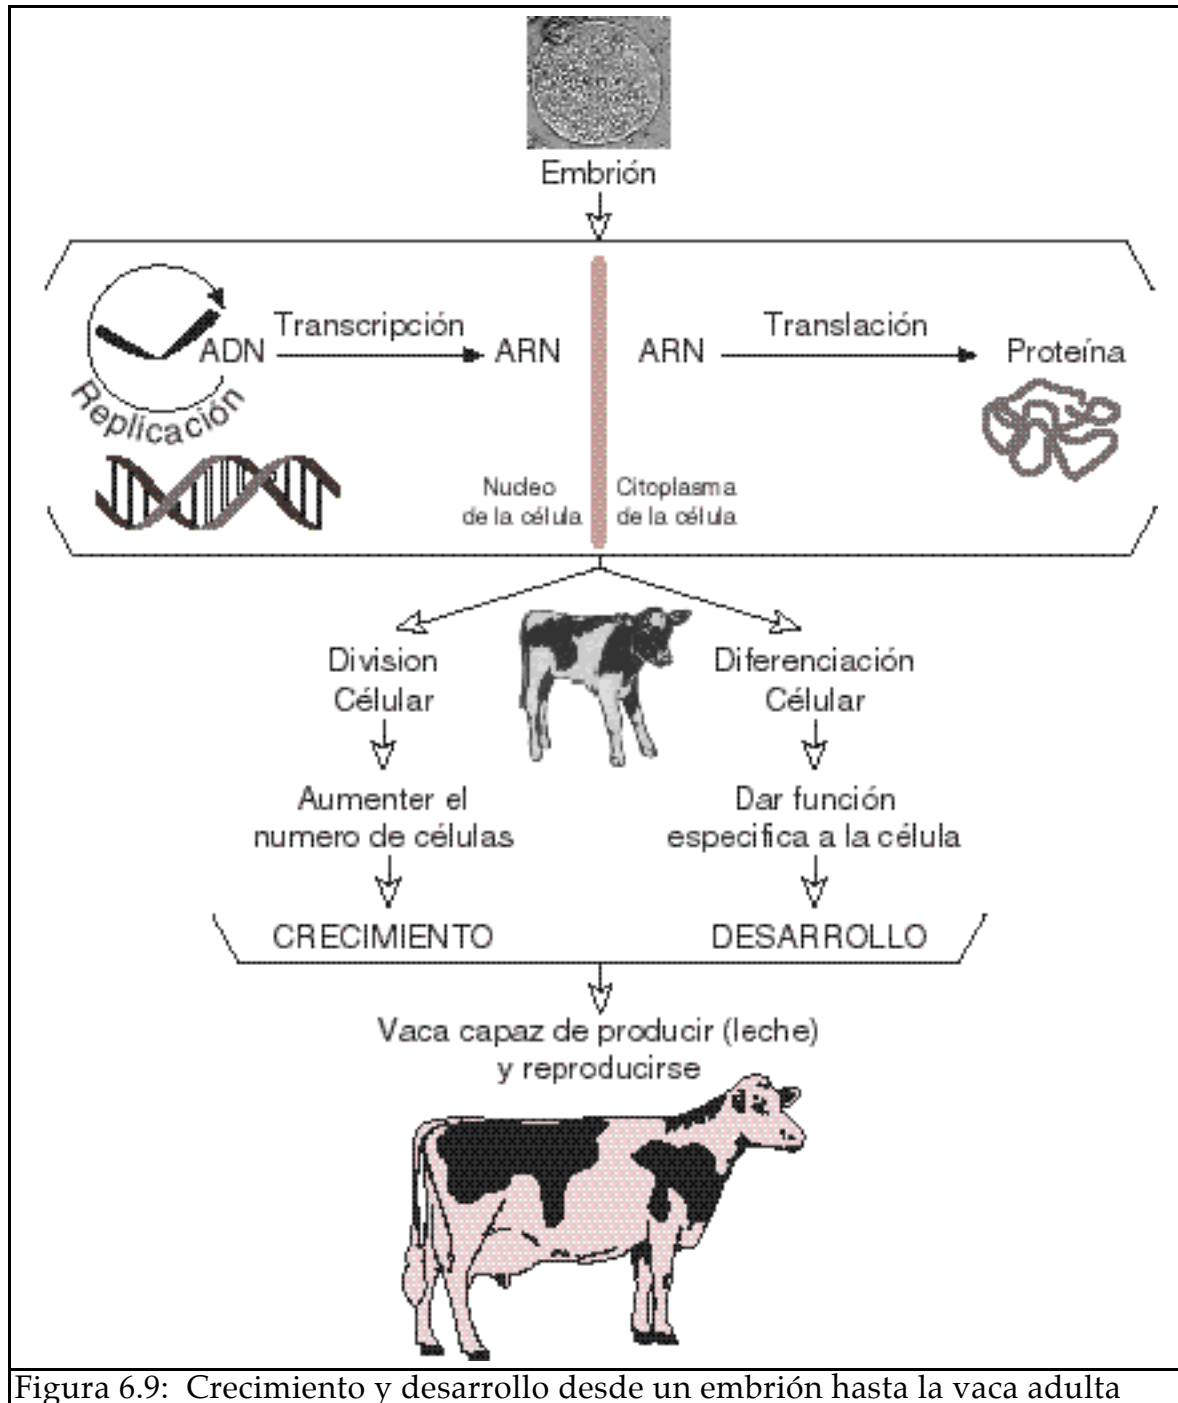 Embrión
Transcripción
Translación
ADN
ARN
ARN
Proteína
Replicación
Nucleo
de la célula
Citoplasma
de la célula
Division
Célular
Diferenciación
Célular
Aumenter el
numero de células
Dar función
especifica a la célula
CRECIMIENTO
DESARROLLO
Vaca capaz de producir (leche)
y reproducirse
Figura 6.9: Crecimiento y desarrollo desde un embrión hasta la vaca adulta